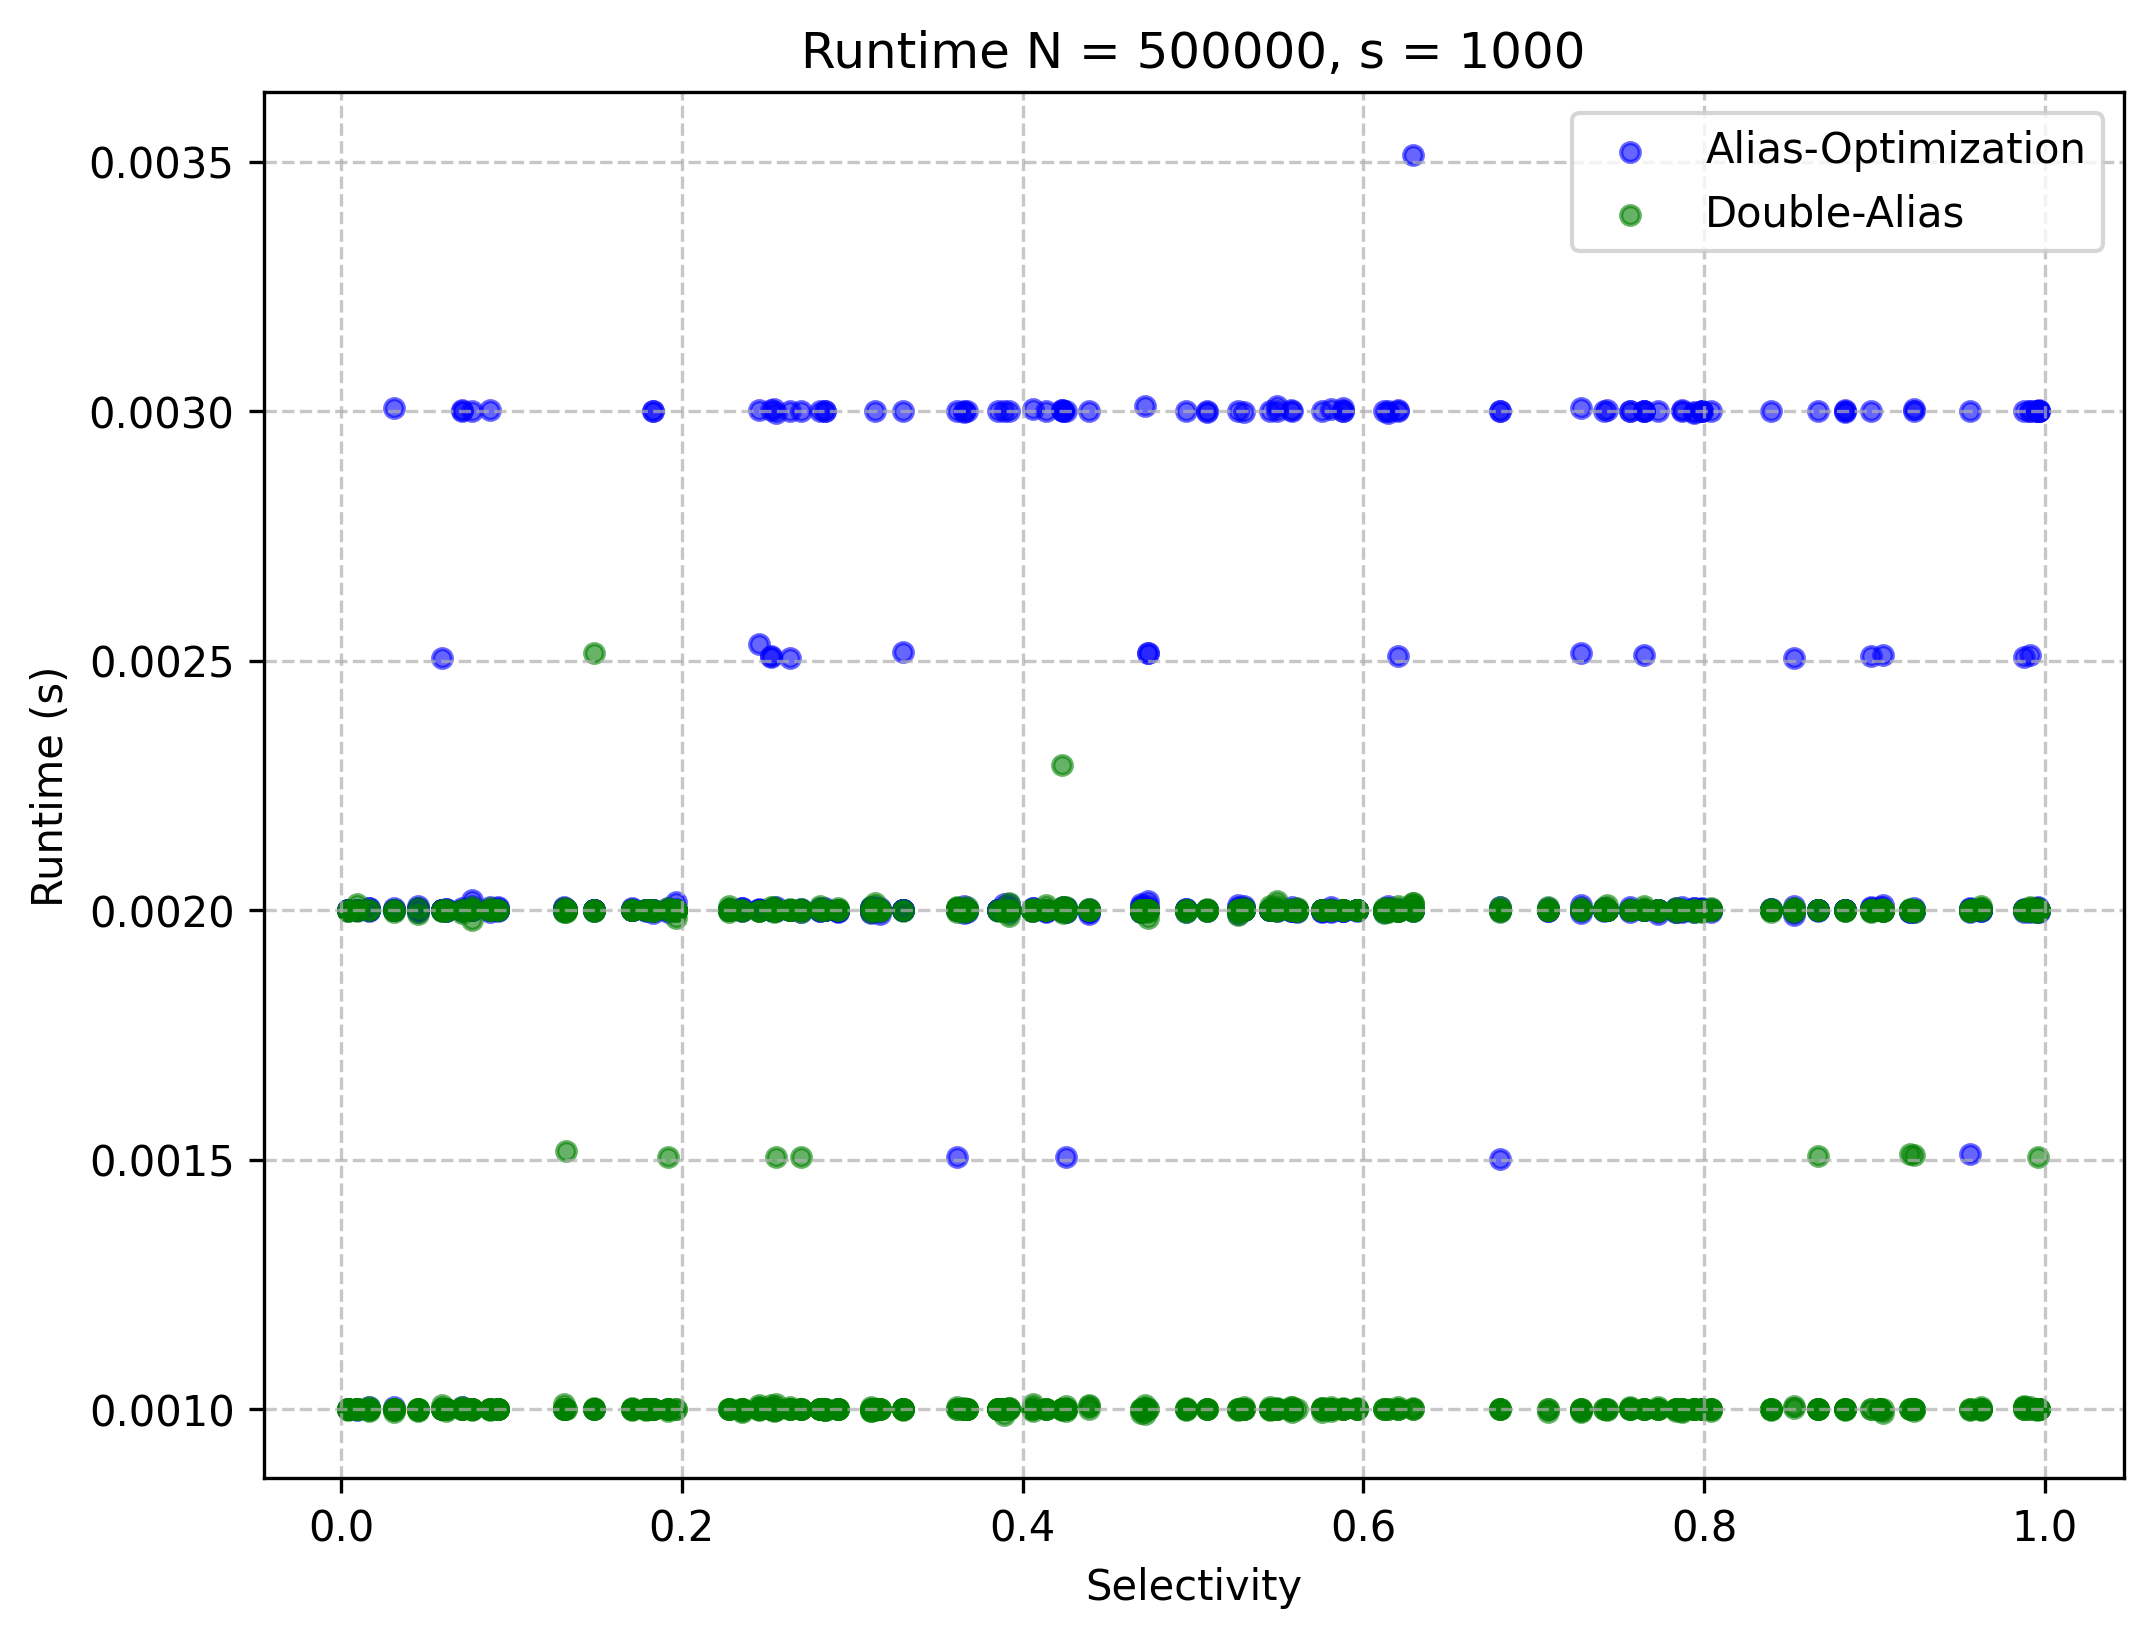 Runtime N = 500000, s = 1000
Alias-Optimization
Double-Alias
Runtime (s)
0.0035
0.0030
0.0025
0.0020
0.0015
0.0010
0.0 0.2 0.4 0.6 0.8 1.0
Selectivity